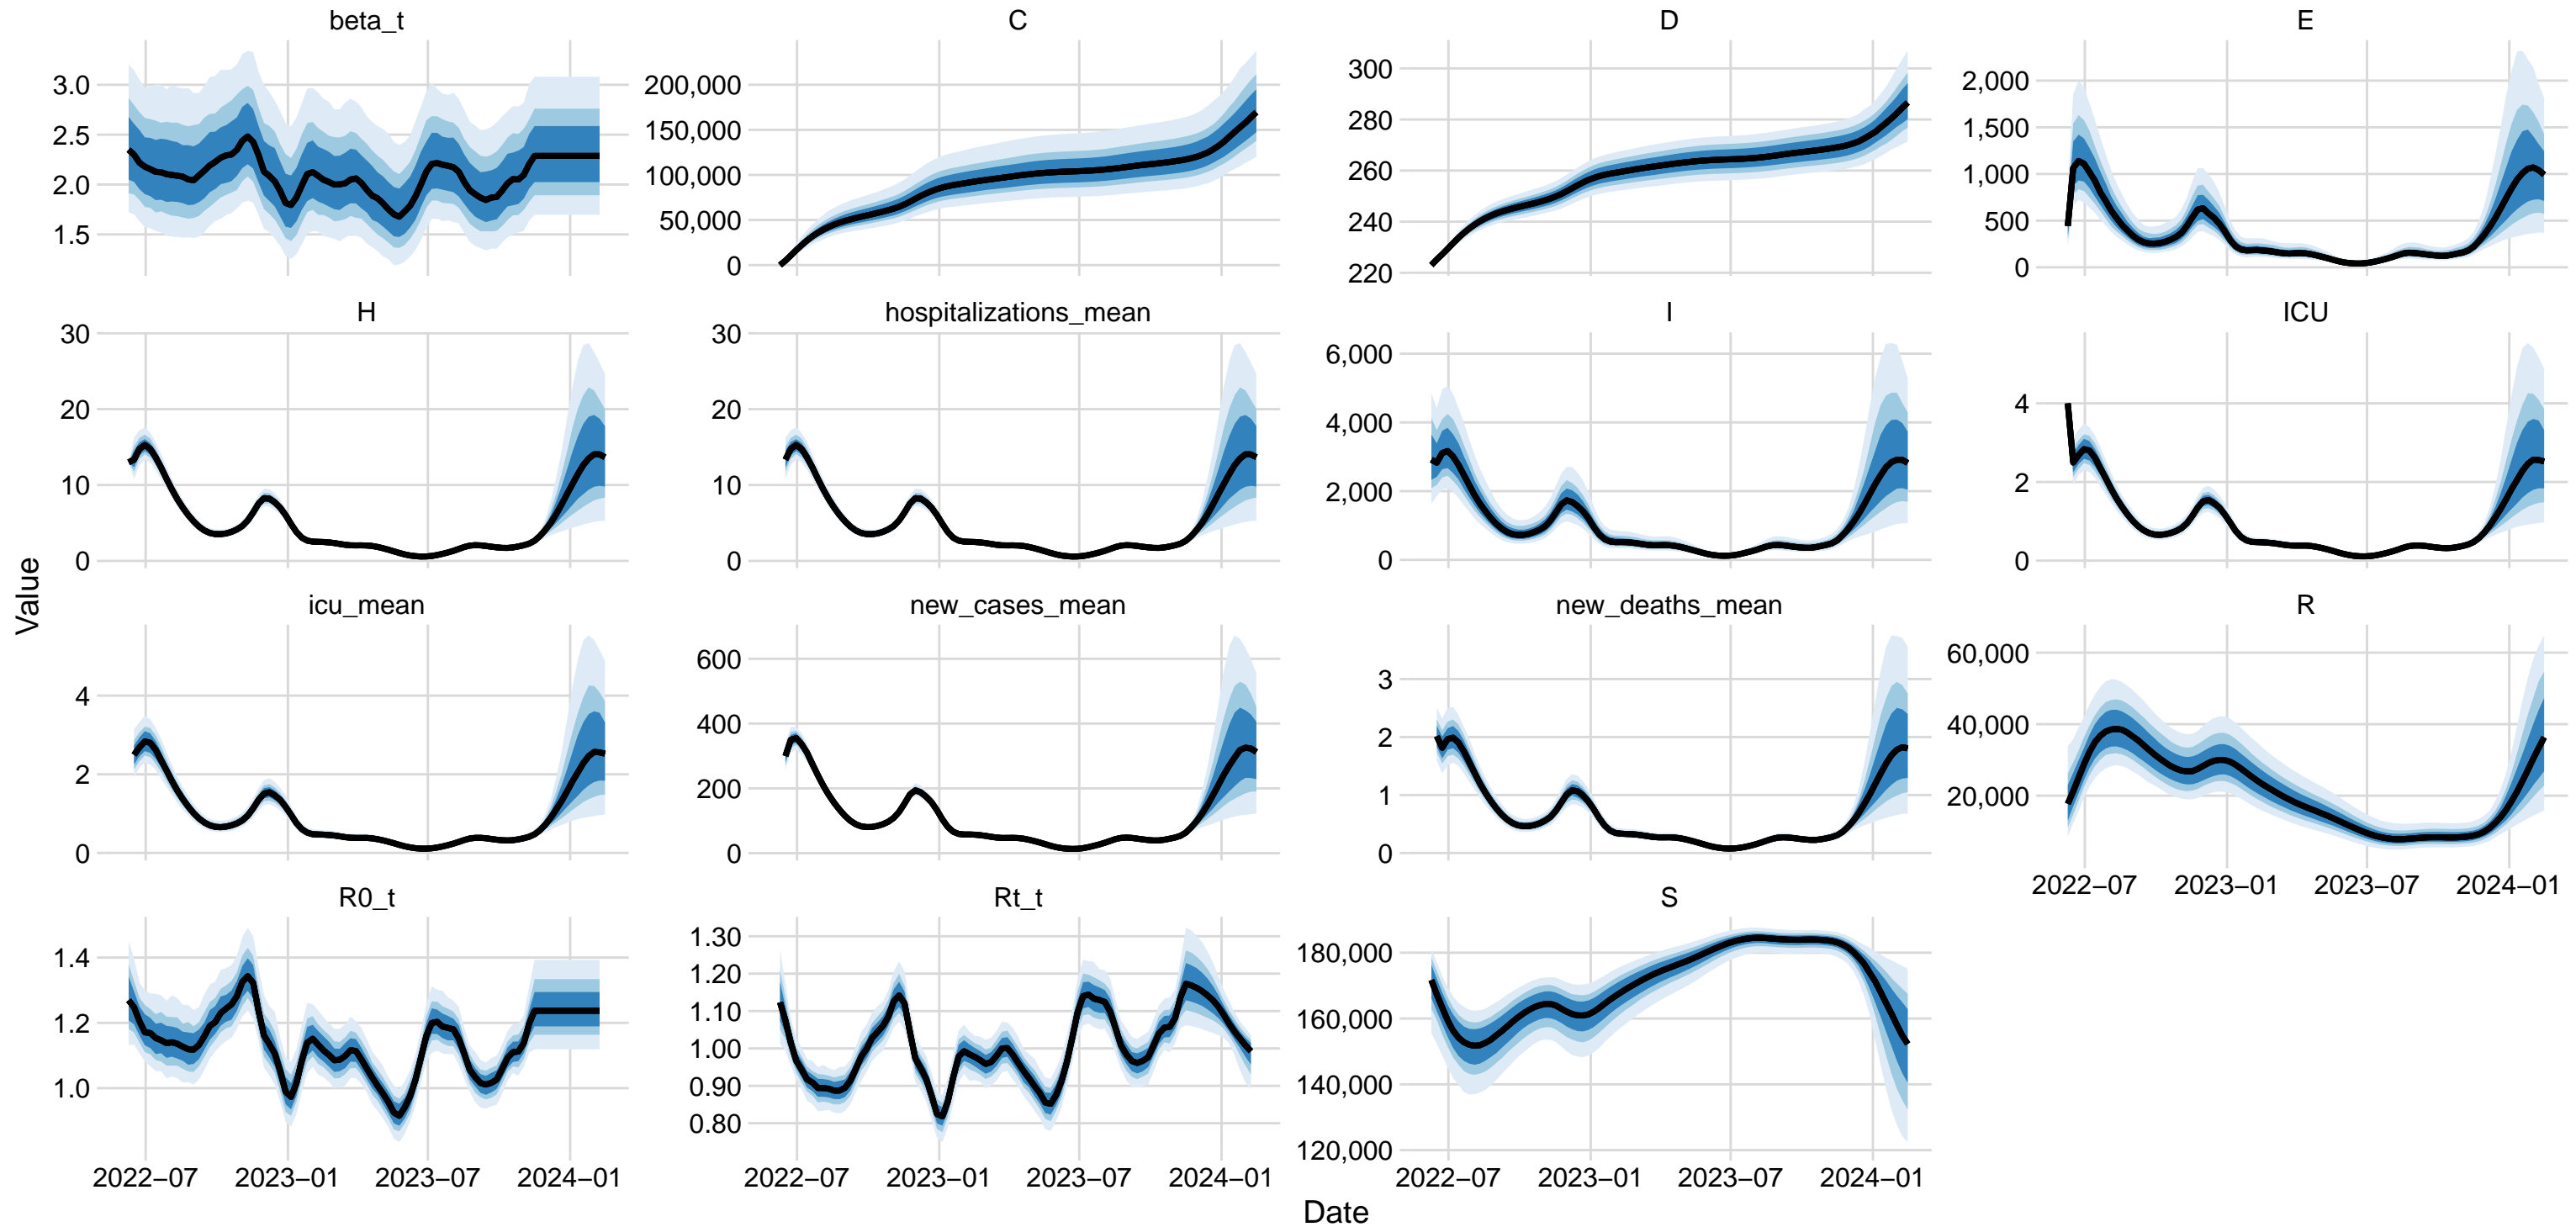 beta_t
C
D
E
3.0
2.5
2.0
1.5
200,000
150,000
100,000
50,000
0
300
280
260
240
220
2,000
1,500
1,000
500
0
H
hospitalizations_mean
I
ICU
30
20
10
0
30
20
10
0
6,000
4,000
2,000
0
4
2
0
Value
icu_mean
new_cases_mean
new_deaths_mean
R
4
2
0
600
400
200
0
3
2
1
0
60,000
40,000
20,000
2022−07 2023−01 2023−07 2024−01
R0_t
Rt_t
S
1.4
1.2
1.0
1.30
1.20
1.10
1.00
0.90
0.80
180,000
160,000
140,000
120,000
2022−07 2023−01 2023−07 2024−01
2022−07 2023−01 2023−07 2024−01
2022−07 2023−01 2023−07 2024−01
Date